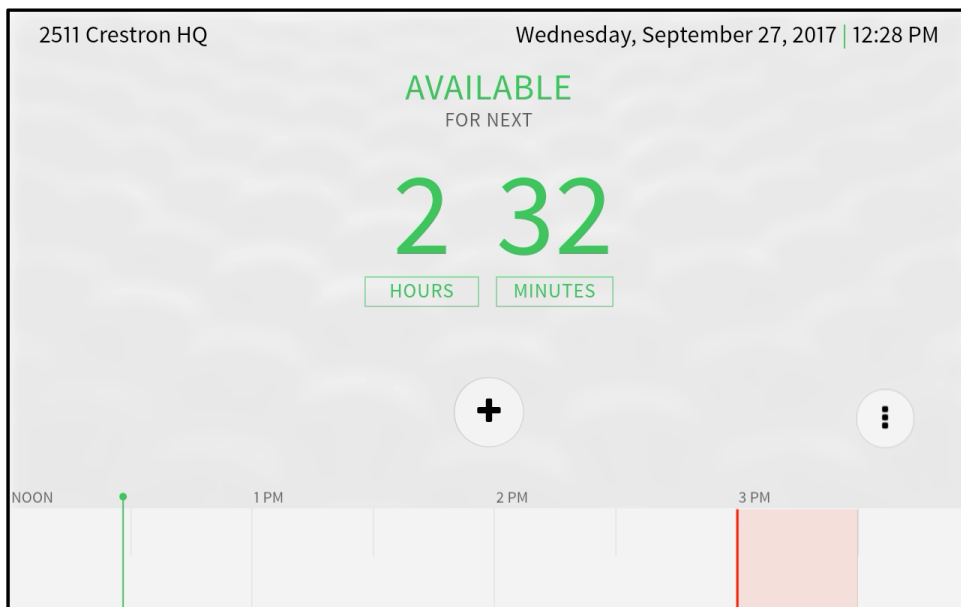 2511 Crestron HQ
Wednesday, September 27, 2017 | 12:28 PM
AVAILABLE
FOR NEXT
2 32
HOURS MINUTES
NOON 1 PM 2 PM 3 PM